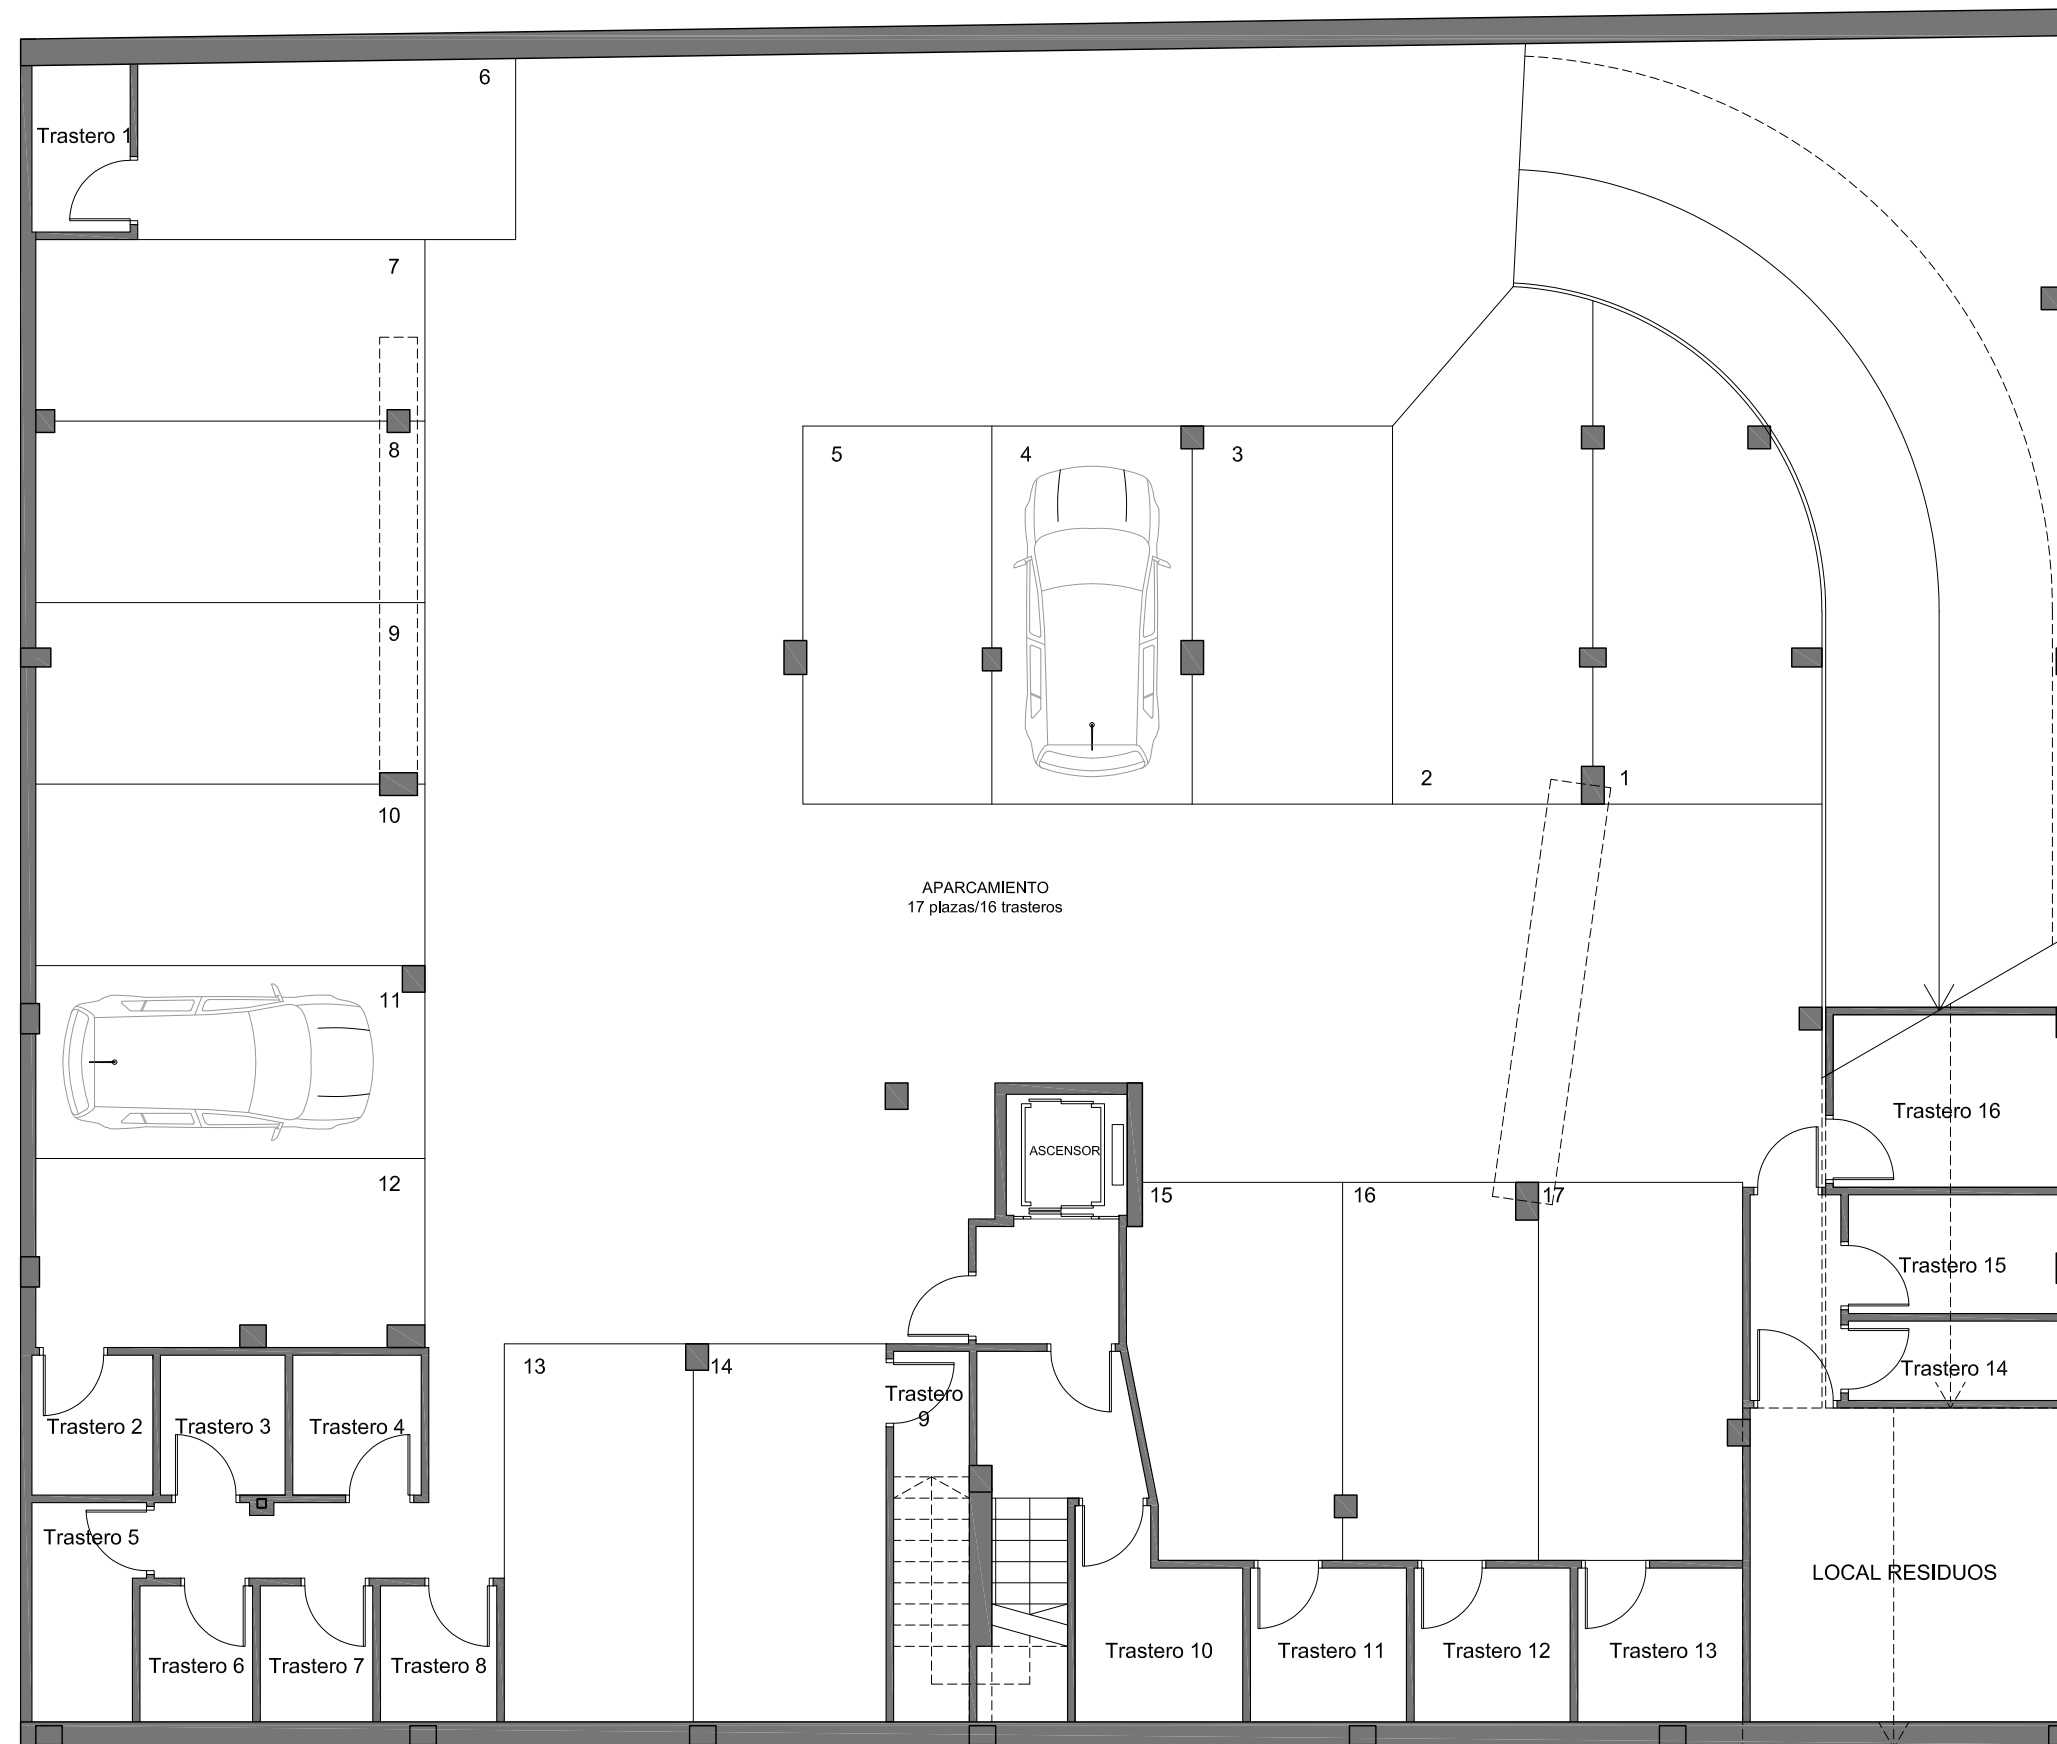 6
Trastero 1
7
8
5
4
3
9
2
1
10
APARCAMIENTO
17 plazas/16 trasteros
11
Trastero 16
ASCENSOR
12
15
16
17
Trastero 15
13
14
Trastero 14
Trastero
9
Trastero 2
Trastero 3
Trastero 4
Trastero 5
LOCAL RESIDUOS
Trastero 10
Trastero 11
Trastero 12
Trastero 13
Trastero 6
Trastero 7
Trastero 8